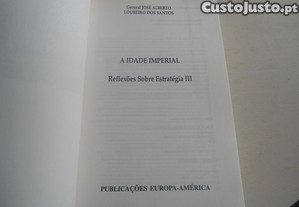 CustoJusto.pt
General JOSÉ ALBERTO
LOUREIRO DOS SANTOS
A IDADE IMPERIAL
Reflexões Sobre Estratégia III
PUBLICAÇÕES EUROPA-AMÉRICA